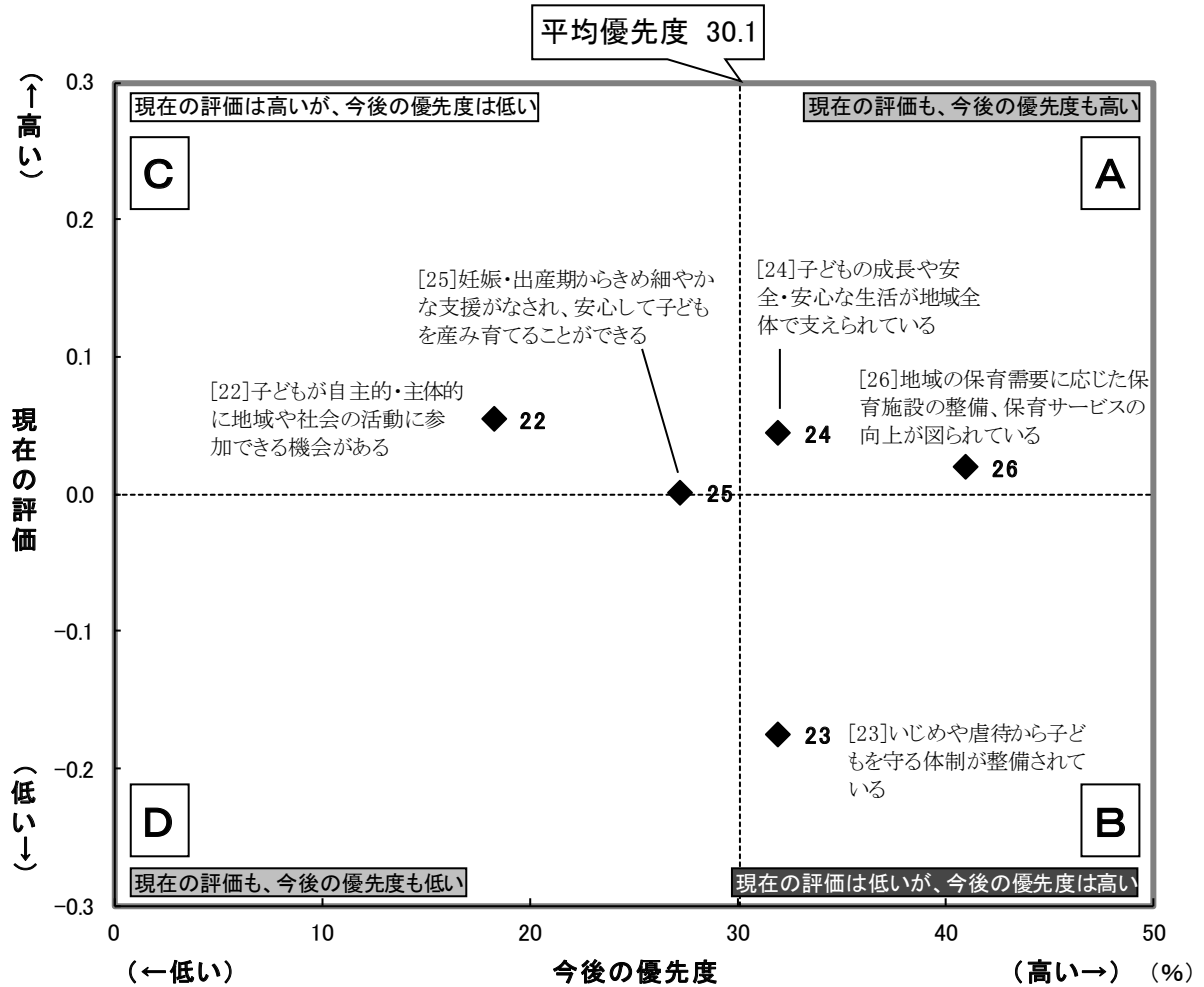 平均優先度 30.1
(←高い)
0.3
現在の評価は高いが、今後の優先度は低い
現在の評価も、今後の優先度も高い
C
A
0.2
[25]妊娠・出産期からきめ細やか
な支援がなされ、安心して子ども
を産み育てることができる
[24]子どもの成長や安
全・安心な生活が地域全
体で支えられている
0.1
[22]子どもが自主的・主体的
に地域や社会の活動に参
加できる機会がある
[26]地域の保育需要に応じた保
育施設の整備、保育サービスの
向上が図られている
22
24
26
現在の評価
0.0
25
-0.1
23
[23]いじめや虐待から子ど
もを守る体制が整備されて
いる
-0.2
(低い→)
D
B
現在の評価も、今後の優先度も低い
現在の評価は低いが、今後の優先度は高い
-0.3
0
10
20
30
40
50
(←低い)
今後の優先度
(高い→)
(%)